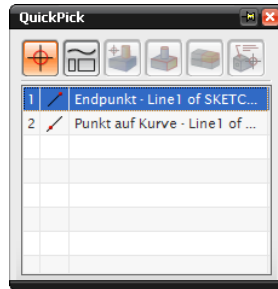 QuickPick
1 Endpunkt - Line1 of SKETC...
2 Punkt auf Kurve - Line1 of ...